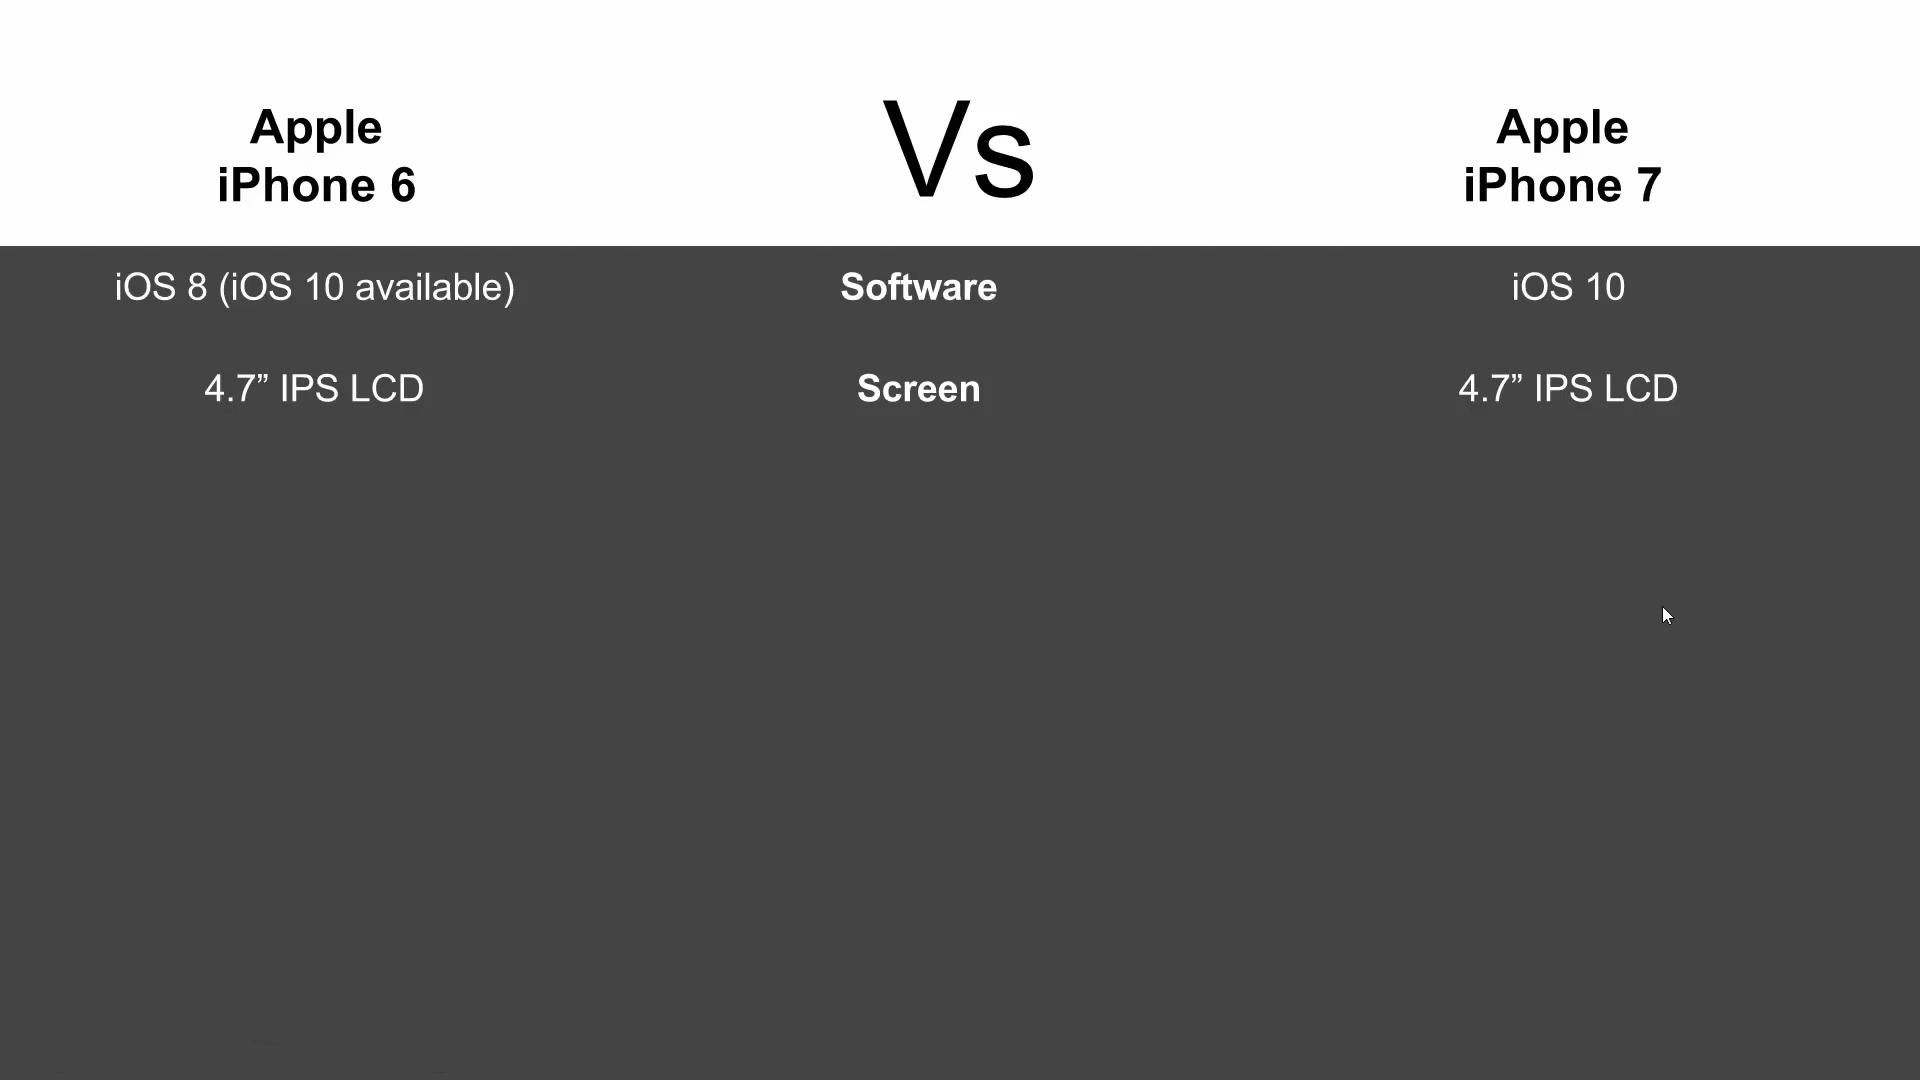 Apple
iPhone 6
Vs
Apple
iPhone 7
iOS 8 (iOS 10 available)
Software
iOS 10
4.7” IPS LCD
Screen
4.7” IPS LCD